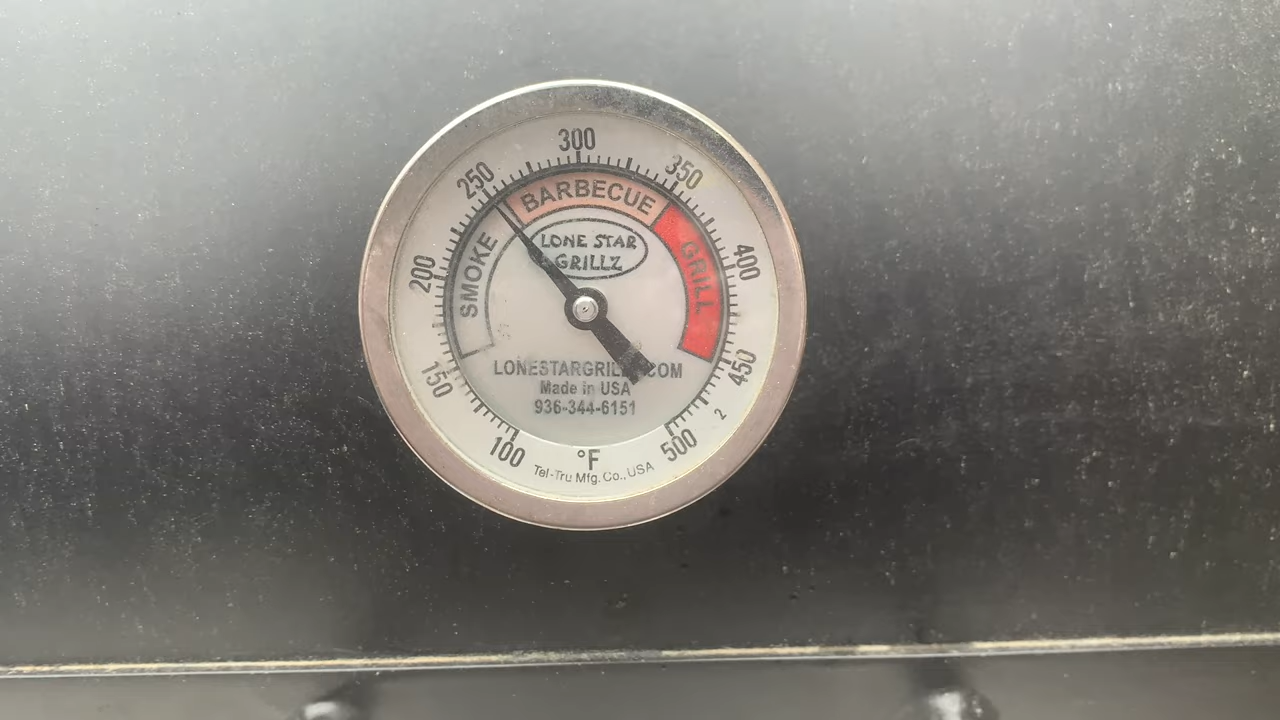 300
250
350
BARBECUE
LONE STAR
GRILLZ
SMOKE
GRILL
200
400
150
450
LONESTARGRIL .COM
Made in USA
936-344-6151
2
100
°F
500
Tel-Tru Mfg. Co., USA